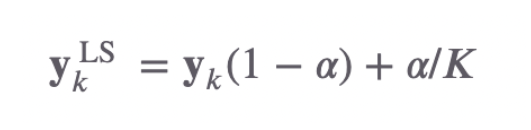 y_k^{LS} = y_k(1 − α) + α/K